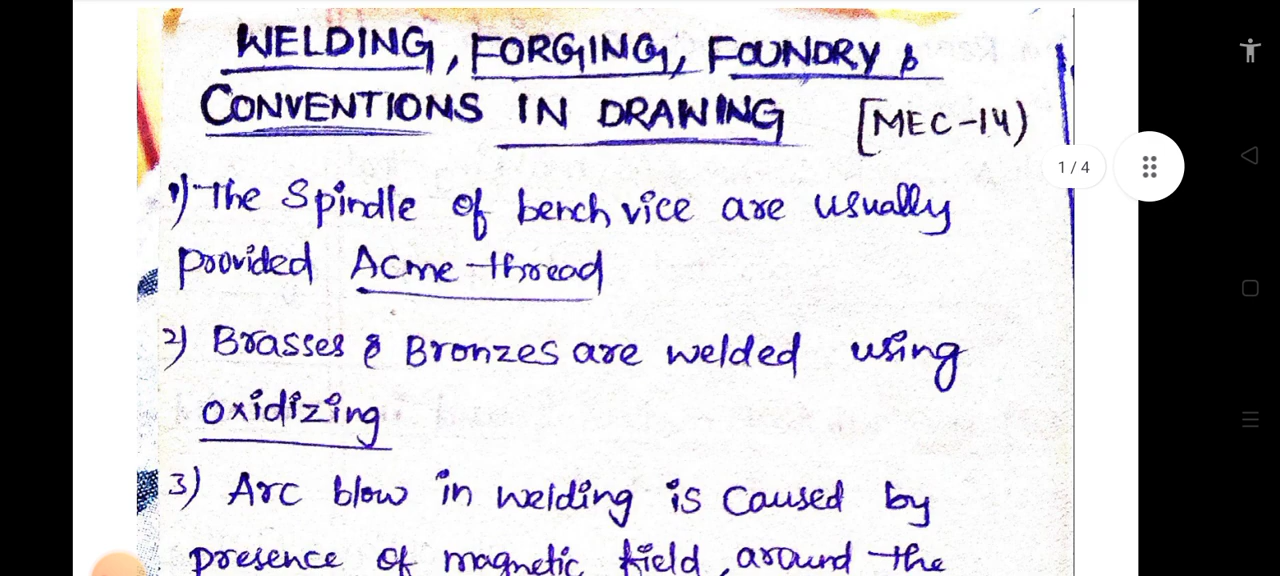 WELDING, FORGING, FOUNDRY &
CONVENTIONS IN DRAWING [MEC-14)
1/4
1) The Spindle of bench vice are usually
provided Acme thread
2) Brasses & Bronzes are welded using
oxidizing
3) Arc blow in welding is caused by
presence of magnetic field, around the